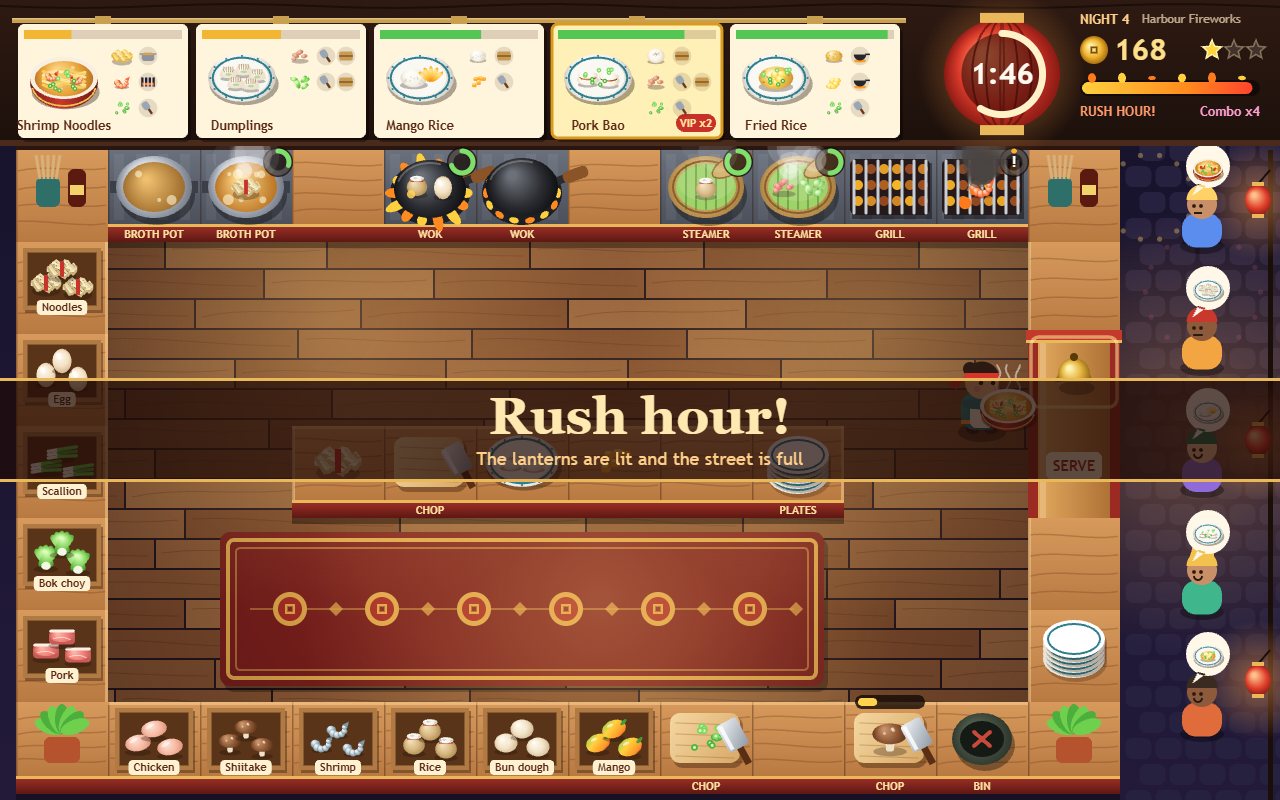 Shrimp Noodles
Dumplings
Mango Rice
Pork Bao
VIP x2
Fried Rice
1:46
NIGHT 4 Harbour Fireworks
168
RUSH HOUR! Combo x4
!
BROTH POT
BROTH POT
WOK
WOK
STEAMER
STEAMER
GRILL
GRILL
Noodles
Egg
Scallion
Bok choy
Pork
Rush hour!
The lanterns are lit and the street is full
SERVE
CHOP
PLATES
Chicken
Shiitake
Shrimp
Rice
Bun dough
Mango
CHOP
CHOP
BIN